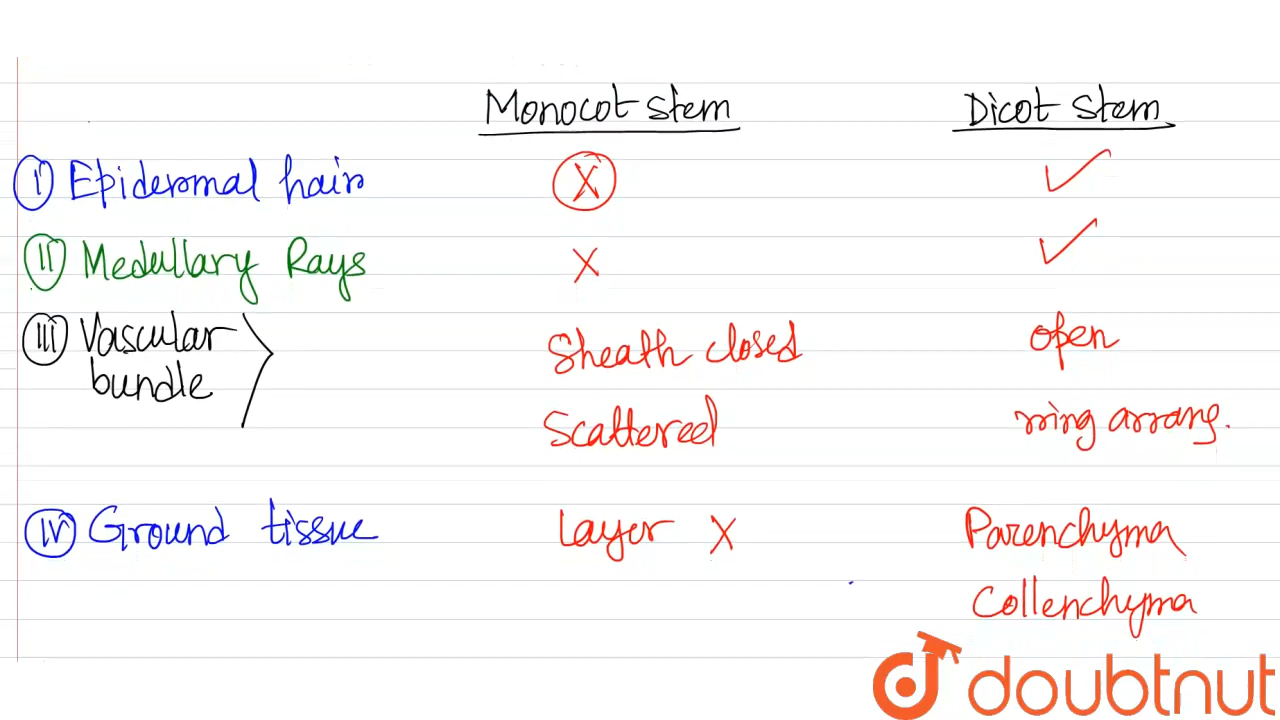 Monocot stem Dicot stem
(i) Epidermal hair X ✓
(ii) Medullary Rays X ✓
(iii) Vascular bundle Sheath closed open
Scattered ring arrang.
(iv) Ground tissue Layer X Parenchyma
Collenchyma
doubtnut